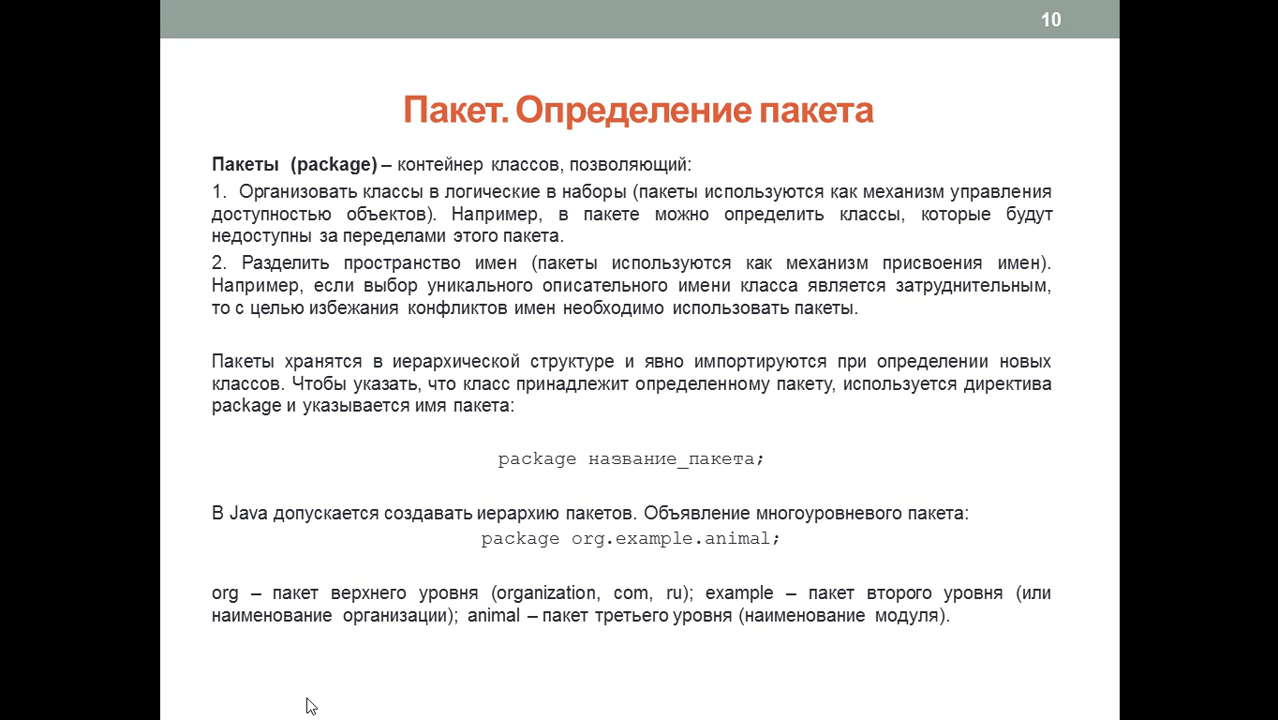 10
Пакет. Определение пакета
Пакеты (package) – контейнер классов, позволяющий:
1. Организовать классы в логические в наборы (пакеты используются как механизм управления
доступностью объектов). Например, в пакете можно определить классы, которые будут
недоступны за переделами этого пакета.
2. Разделить пространство имен (пакеты используются как механизм присвоения имен).
Например, если выбор уникального описательного имени класса является затруднительным,
то с целью избежания конфликтов имен необходимо использовать пакеты.
Пакеты хранятся в иерархической структуре и явно импортируются при определении новых
классов. Чтобы указать, что класс принадлежит определенному пакету, используется директива
package и указывается имя пакета:
package название_пакета;
В Java допускается создавать иерархию пакетов. Объявление многоуровневого пакета:
package org.example.animal;
org – пакет верхнего уровня (organization, com, ru); example – пакет второго уровня (или
наименование организации); animal – пакет третьего уровня (наименование модуля).